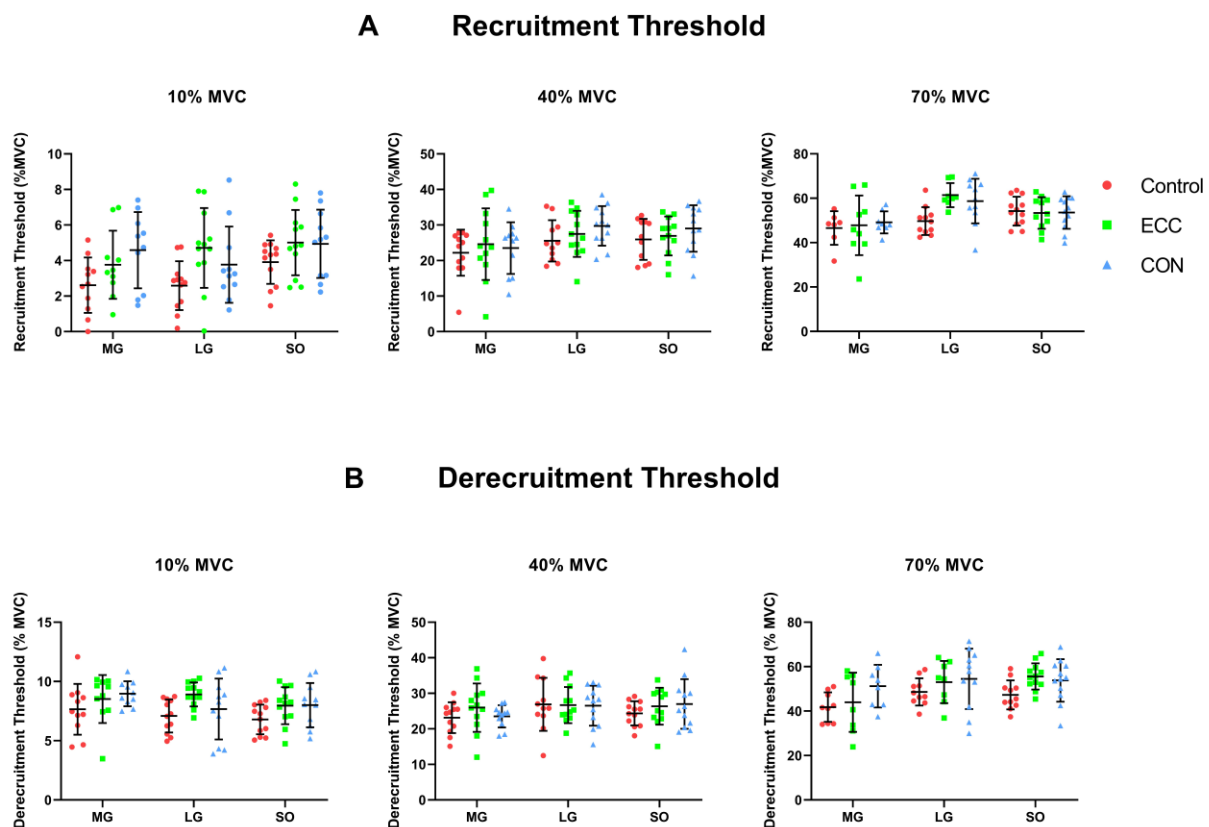 A Recruitment Threshold
10% MVC
40% MVC
70% MVC
Recruitment Threshold (%MVC)
10
8
6
4
2
0
MG LG SO
Recruitment Threshold (%MVC)
50
40
30
20
10
0
MG LG SO
Recruitment Threshold (%MVC)
80
60
40
20
0
MG LG SO
Control
ECC
CON
B Derecruitment Threshold
10% MVC
40% MVC
70% MVC
Derecruitment Threshold (% MVC)
15
10
5
0
MG LG SO
Derecruitment Threshold (% MVC)
50
40
30
20
10
0
MG LG SO
Derecruitment Threshold (% MVC)
80
60
40
20
0
MG LG SO